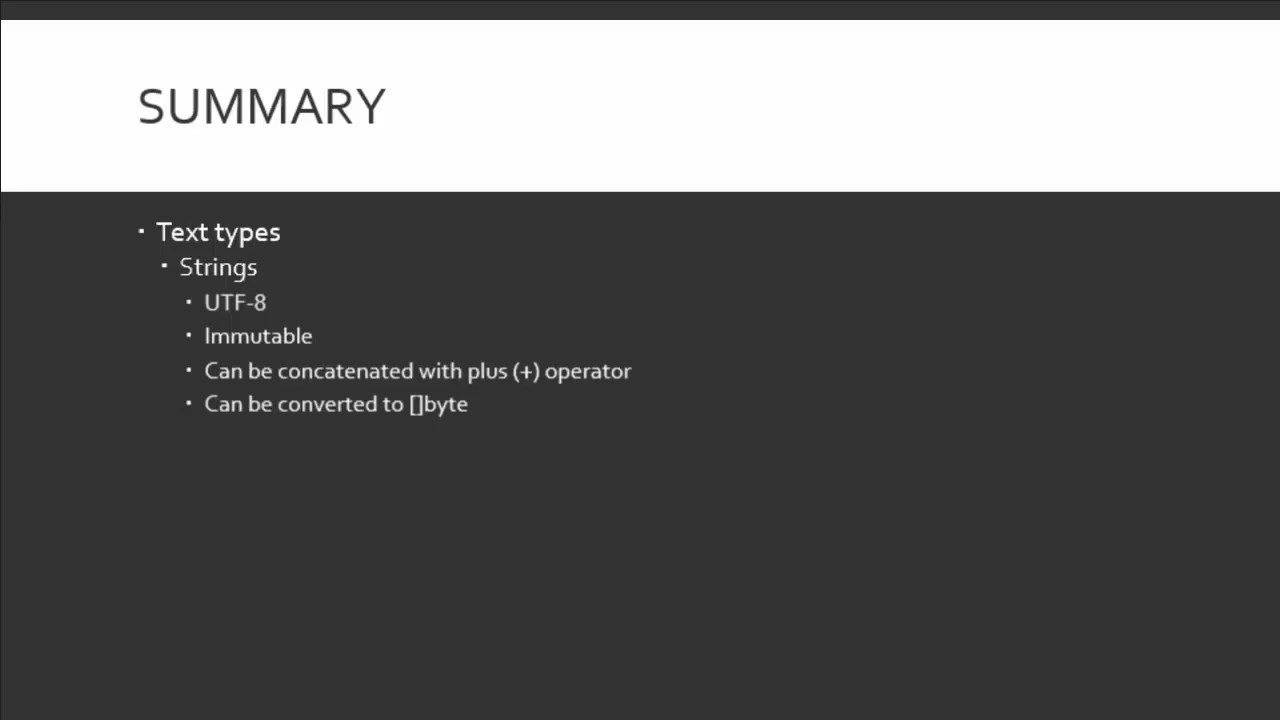 SUMMARY
▪ Text types
▪ Strings
▪ UTF-8
▪ Immutable
▪ Can be concatenated with plus (+) operator
▪ Can be converted to []byte